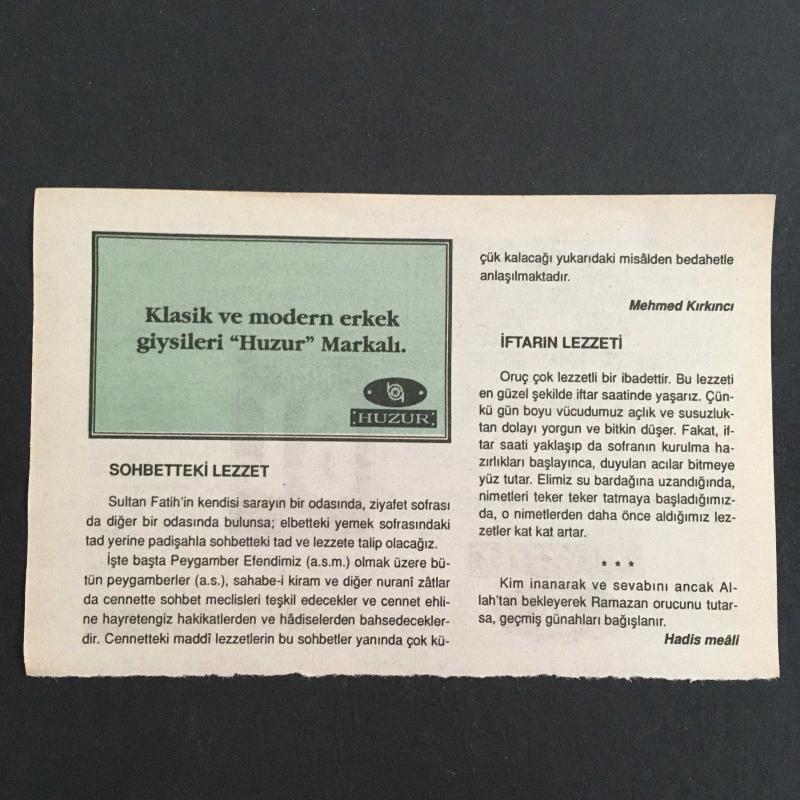 Klasik ve modern erkek
giysileri “Huzur” Markalı.
HUZUR
SOHBETTEKİ LEZZET
Sultan Fatih'in kendisi sarayın bir odasında, ziyafet sofrası
da diğer bir odasında bulunsa; elbetteki yemek sofrasındaki
tad yerine padişahla sohbetteki tad ve lezzete talip olacağız.
İşte başta Peygamber Efendimiz (a.s.m.) olmak üzere bü-
tün peygamberler (a.s.), sahabe-i kiram ve diğer nuranî zâtlar
da cennette sohbet meclisleri teşkil edecekler ve cennet ehli-
ne hayretengiz hakikatlerden ve hâdiselerden bahsedecekler-
dir. Cennetteki maddî lezzetlerin bu sohbetler yanında çok kü-
çük kalacağı yukarıdaki misâlden bedahetle
anlaşılmaktadır.
Mehmed Kırkıncı
İFTARIN LEZZETİ
Oruç çok lezzetli bir ibadettir. Bu lezzeti
en güzel şekilde iftar saatinde yaşarız. Çün-
kü gün boyu vücudumuz açlık ve susuzluk-
tan dolayı yorgun ve bitkin düşer. Fakat, if-
tar saati yaklaşıp da sofranın kurulma ha-
zırlıkları başlayınca, duyulan acılar bitmeye
yüz tutar. Elimiz su bardağına uzandığında,
nimetleri teker teker tatmaya başladığımız-
da, o nimetlerden daha önce aldığımız lez-
zetler kat kat artar.
* * *
Kim inanarak ve sevabını ancak Al-
lah'tan bekleyerek Ramazan orucunu tutar-
sa, geçmiş günahları bağışlanır.
Hadis meâli